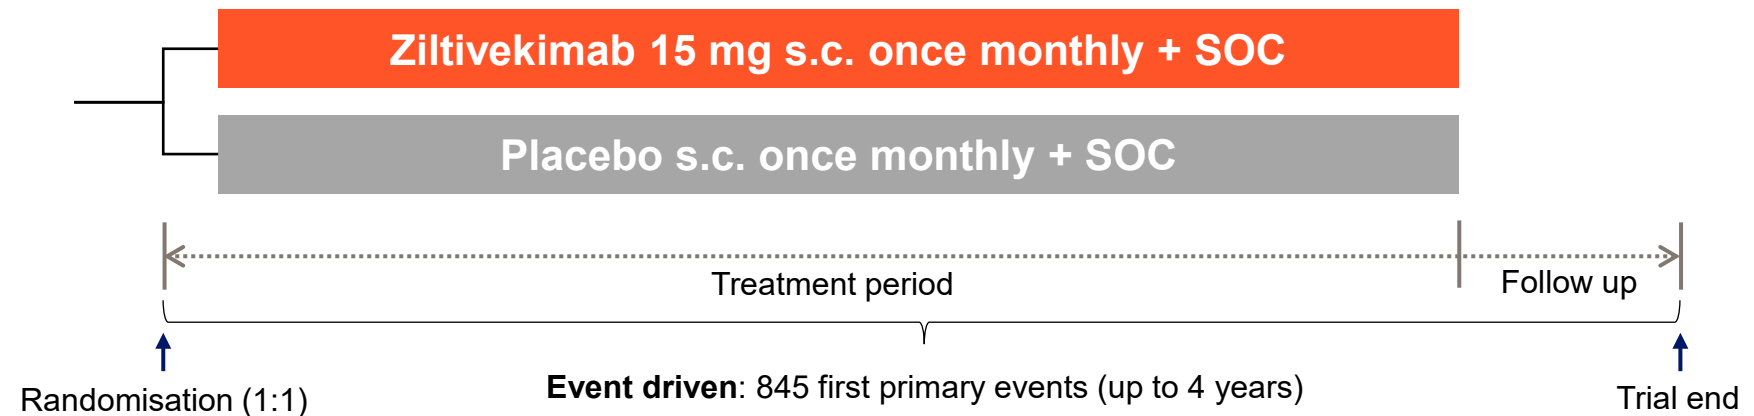 Ziltivekimab 15 mg s.c. once monthly + SOC
Placebo s.c. once monthly + SOC
Treatment period
Follow up
Randomisation (1:1)
Event driven: 845 first primary events (up to 4 years)
Trial end